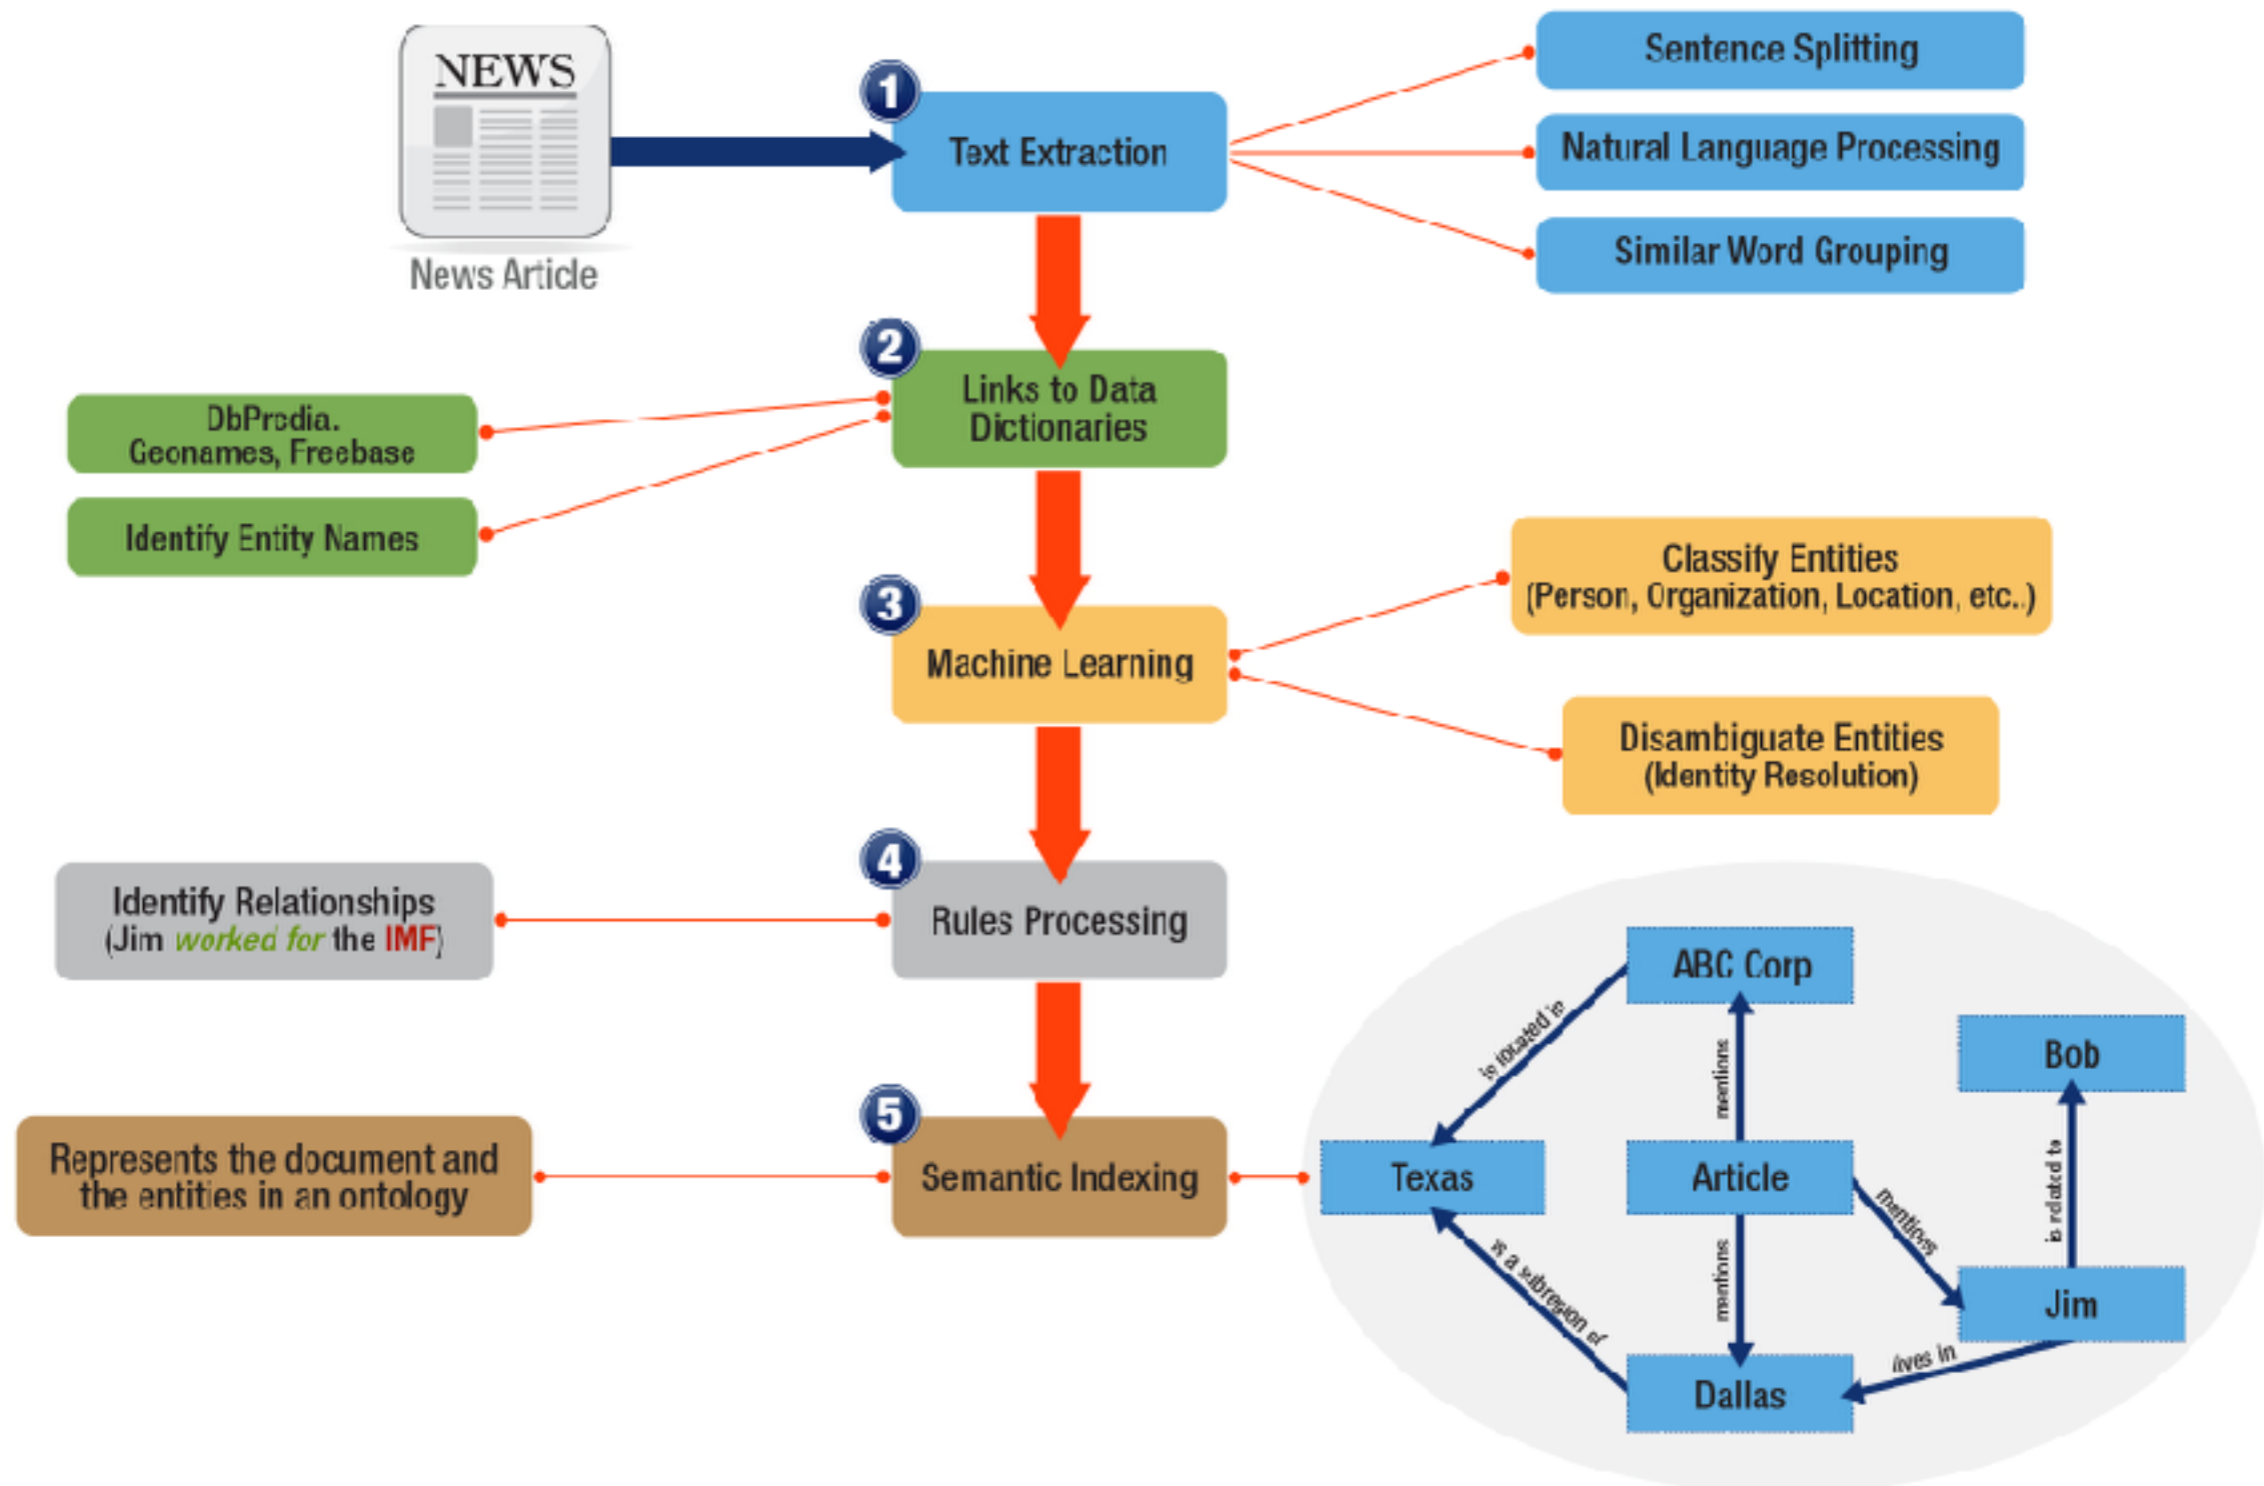 NEWS
News Article
1
Text Extraction
Sentence Splitting
Natural Language Processing
Similar Word Grouping
2
Links to Data
Dictionaries
DbPredia.
Geonames, Freebase
Identify Entity Names
3
Machine Learning
Classify Entities
(Person, Organization, Location, etc..)
Disambiguate Entities
(Identity Resolution)
4
Rules Processing
Identify Relationships
(Jim worked for the IMF)
5
Semantic Indexing
Represents the document and
the entities in an ontology
ABC Corp
is located in
mentions
Bob
Texas
Article
mentions
is related to
is a subregion of
mentions
Jim
lives in
Dallas